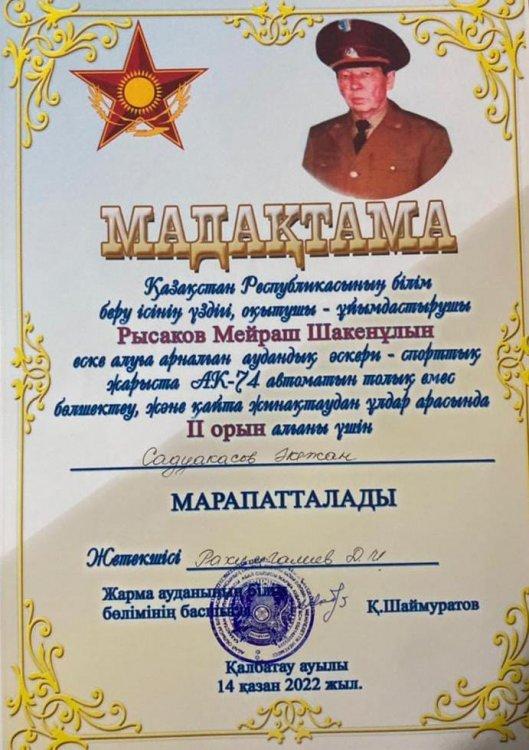 МАДАҚТАМА
Қазақстан Республикасының білім
беру ісінің үздігі, оқытушы - ұйымдастырушы
Рысаков Мейраш Шакенұлын
еске алуға арналған аудандық әскери - спорттық
жарыста АК-74 автоматын толық емес
бөлшектеу, және қайта жинақтаудан ұлдар арасында
II орын алғаны үшін
Садуакасов Әкежан
МАРАПАТТАЛАДЫ
Жетекшісі Рахымғалиев Д.Ч
Жарма ауданының білім
бөлімінің басшысы Қ.Шаймуратов
Қалбатау ауылы
14 қазан 2022 жыл.